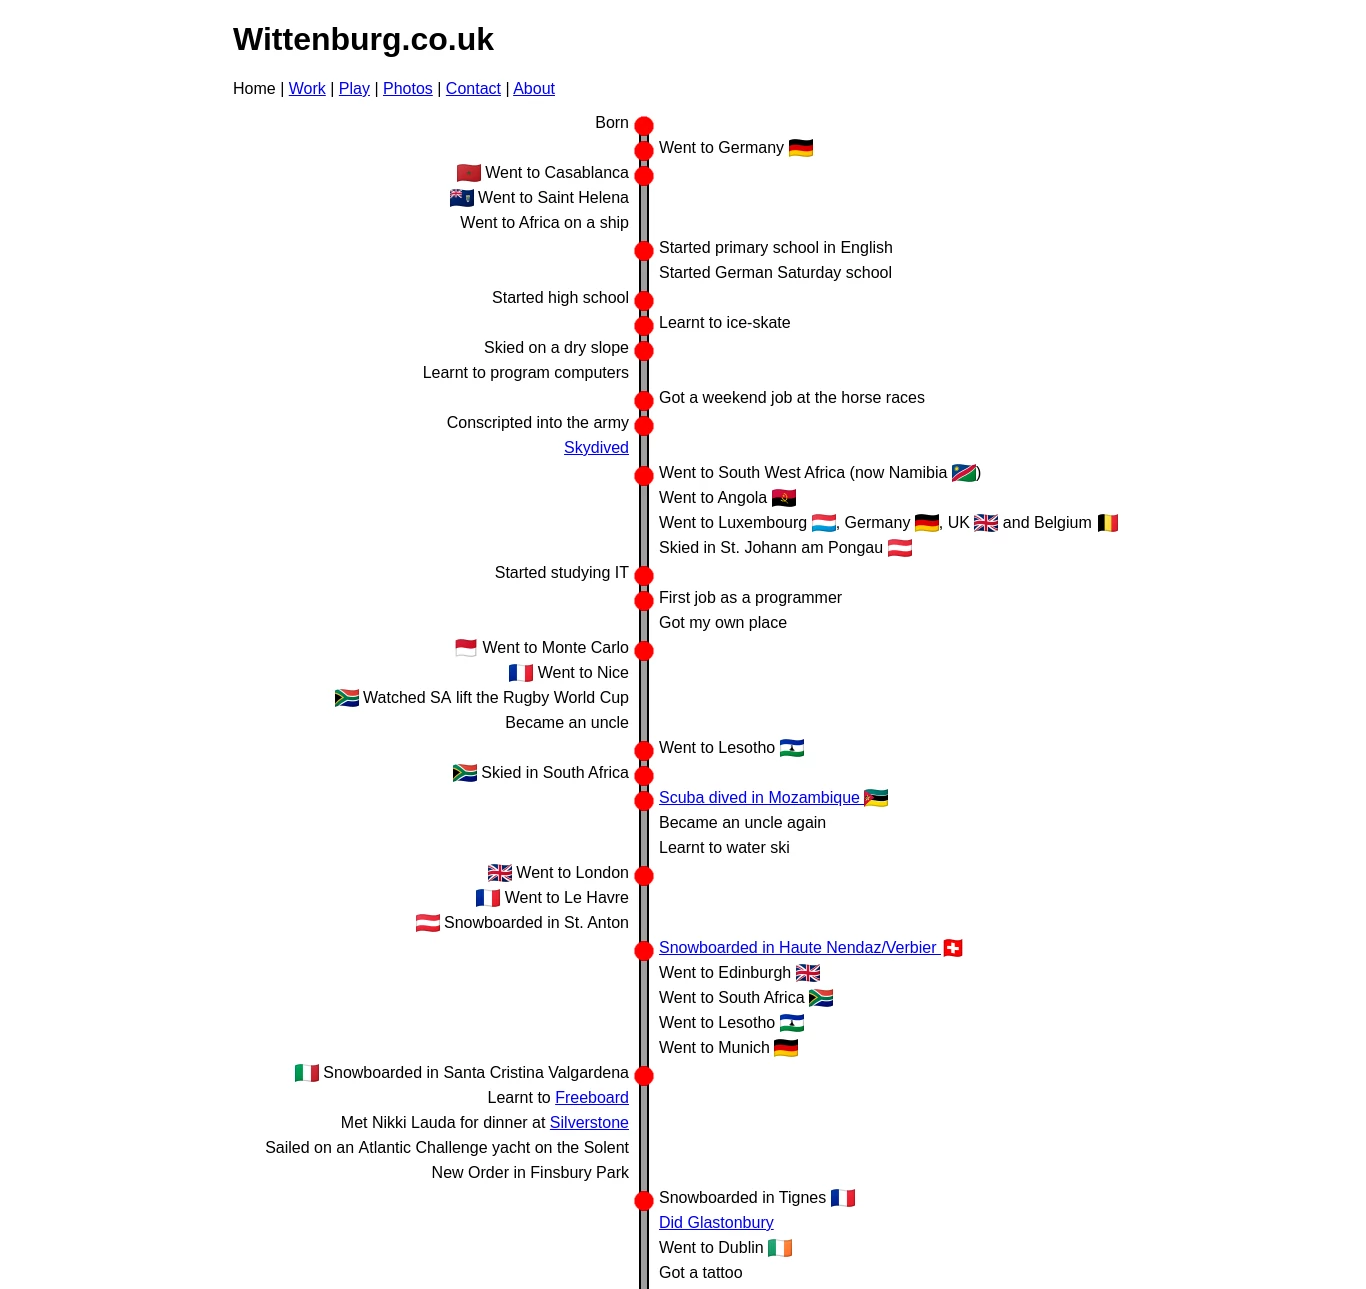 Wittenburg.co.uk
Home | Work | Play | Photos | Contact | About
Born
Went to Germany
Went to Casablanca
Went to Saint Helena
Went to Africa on a ship
Started primary school in English
Started German Saturday school
Started high school
Learnt to ice-skate
Skied on a dry slope
Learnt to program computers
Got a weekend job at the horse races
Conscripted into the army
Skydived
Went to South West Africa (now Namibia 🇳🇦)
Went to Angola 🇦🇴
Went to Luxembourg 🇱🇺, Germany 🇩🇪, UK 🇬🇧 and Belgium 🇧🇪
Skied in St. Johann am Pongau
Started studying IT
First job as a programmer
Got my own place
Went to Monte Carlo
Went to Nice
Watched SA lift the Rugby World Cup
Became an uncle
Went to Lesotho
Skied in South Africa
Scuba dived in Mozambique
Became an uncle again
Learnt to water ski
Went to London
Went to Le Havre
Snowboarded in St. Anton
Snowboarded in Haute Nendaz/Verbier
Went to Edinburgh
Went to South Africa
Went to Lesotho
Went to Munich
Snowboarded in Santa Cristina Valgardena
Learnt to Freeboard
Met Nikki Lauda for dinner at Silverstone
Sailed on an Atlantic Challenge yacht on the Solent
New Order in Finsbury Park
Snowboarded in Tignes
Did Glastonbury
Went to Dublin
Got a tattoo